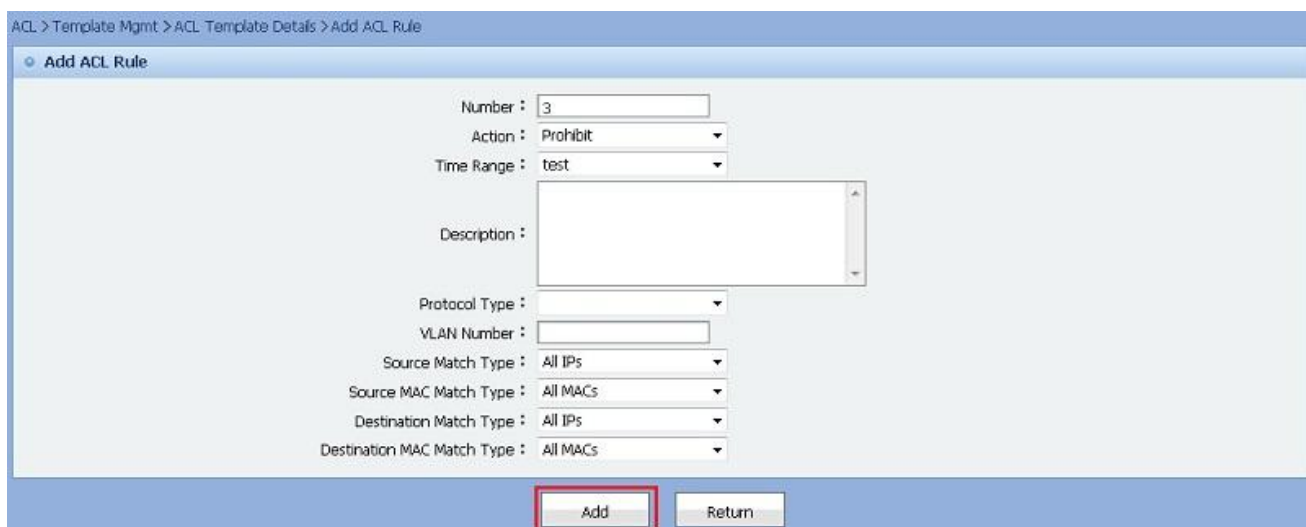 ACL > Template Mgmt > ACL Template Details > Add ACL Rule
Add ACL Rule
Number : 3
Action : Prohibit
Time Range : test
Description :
Protocol Type :
VLAN Number :
Source Match Type : All IPs
Source MAC Match Type : All MACs
Destination Match Type : All IPs
Destination MAC Match Type : All MACs
Add Return